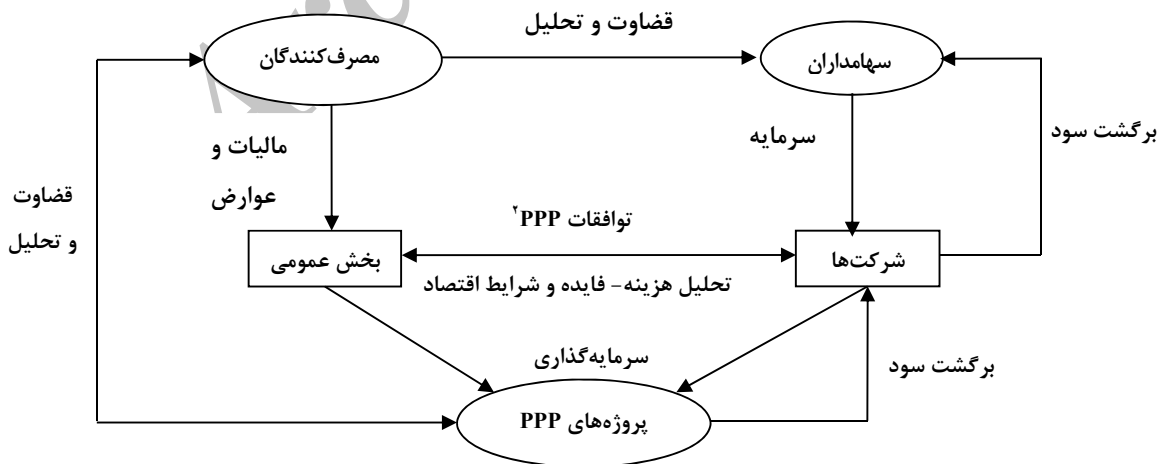 قضاوت و تحلیل
مصرف‌کنندگان
سهامداران
مالیات و
عوارض
سرمایه
برگشت سود
قضاوت
و تحلیل
توافقات PPP۲
بخش عمومی
شرکت‌ها
تحلیل هزینه- فایده و شرایط اقتصاد
سرمایه‌گذاری
برگشت سود
پروژه‌های PPP